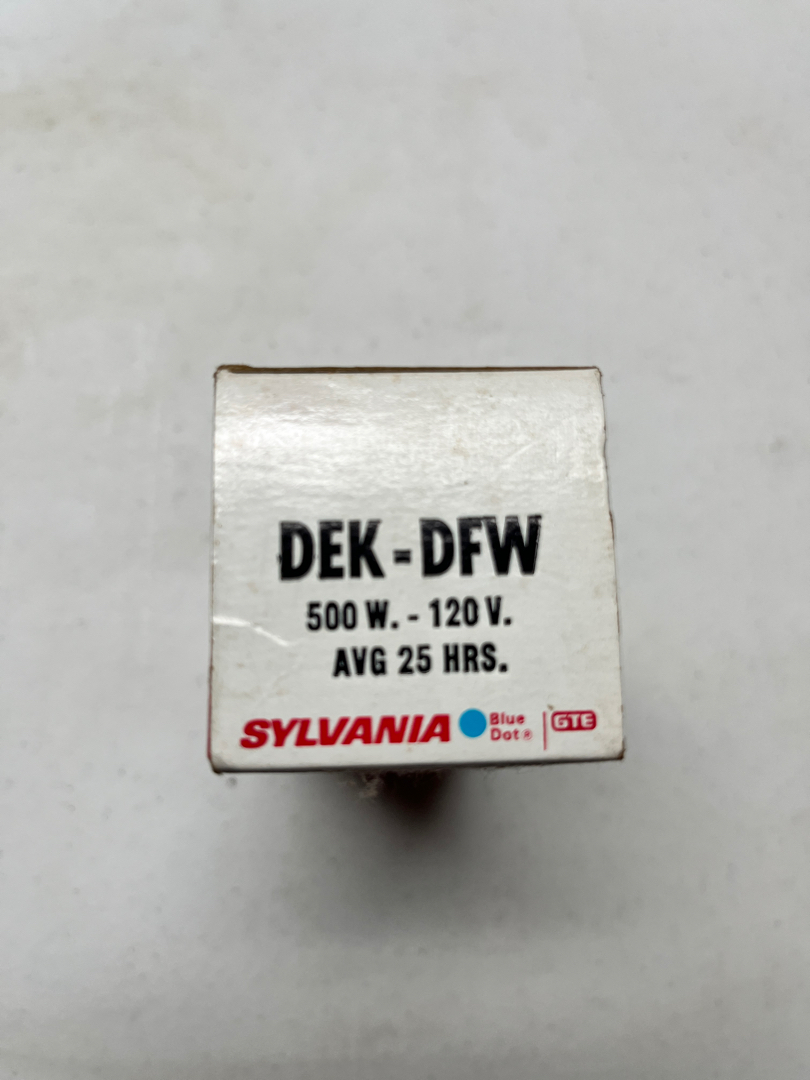 DEK-DFW
500 W. - 120 V.
AVG 25 HRS.
SYLVANIA Blue Dot® GTE